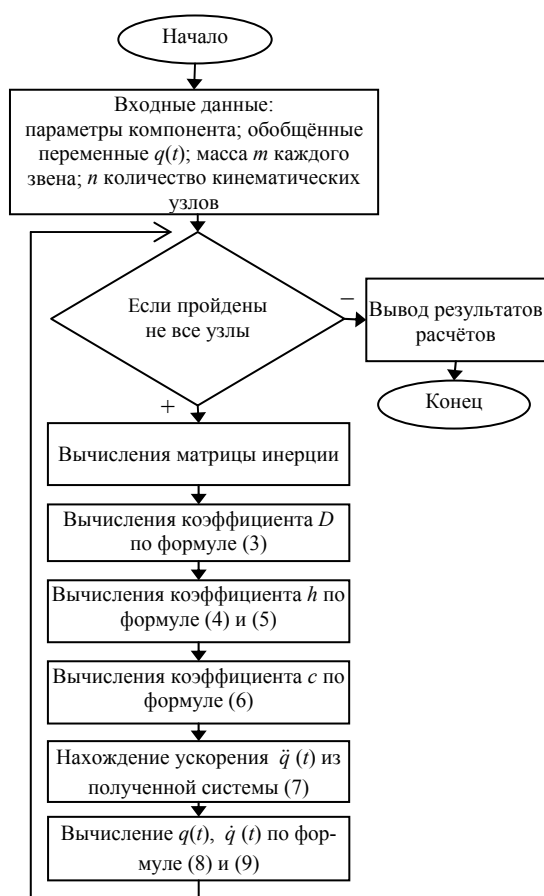 Начало
Входные данные:
параметры компонента; обобщённые
переменные q(t); масса m каждого
звена; n количество кинематических
узлов
Если пройдены
не все узлы
−
Вывод результатов
расчётов
Конец
+
Вычисления матрицы инерции
Вычисления коэффициента D
по формуле (3)
Вычисления коэффициента h по
формуле (4) и (5)
Вычисления коэффициента c по
формуле (6)
Нахождение ускорения q̈ (t) из
полученной системы (7)
Вычисление q(t), q̇ (t) по фор-
муле (8) и (9)